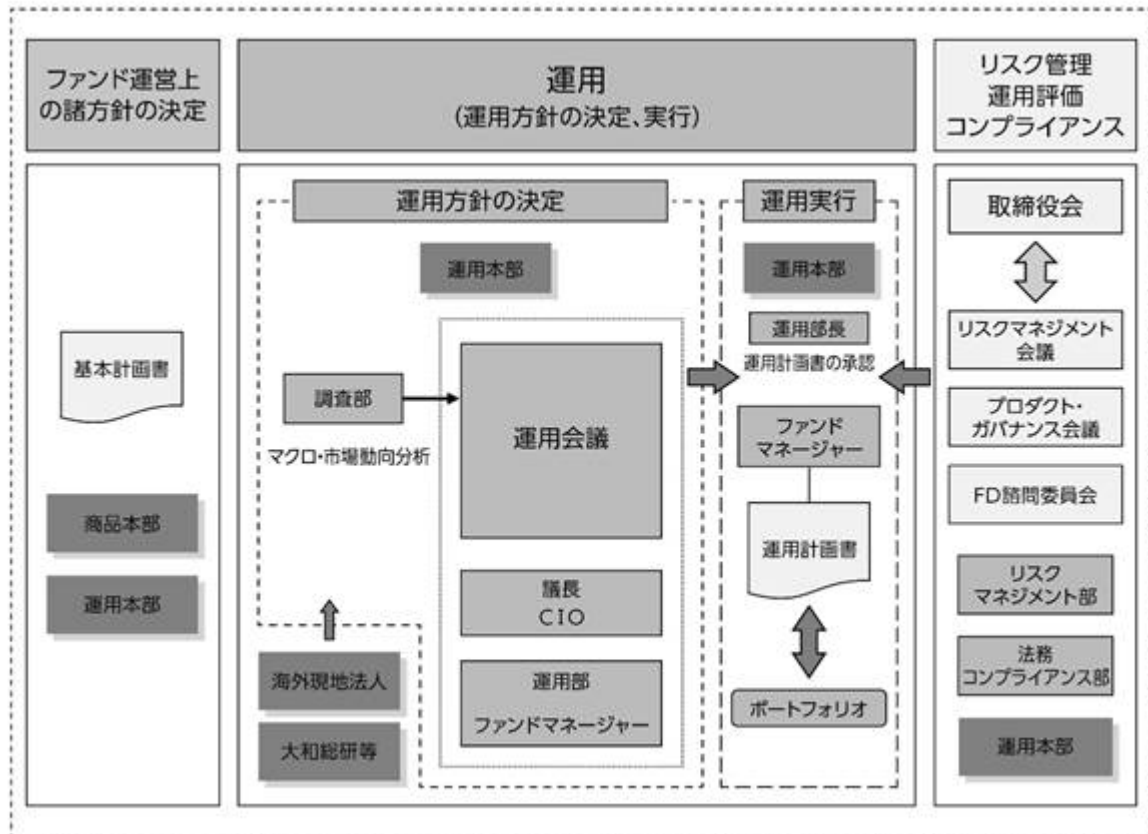 ファンド運営上
の諸方針の決定
運用
(運用方針の決定、実行)
リスク管理
運用評価
コンプライアンス
基本計画書
商品本部
運用本部
運用方針の決定
運用本部
調査部
マクロ・市場動向分析
運用会議
議長
CIO
運用部
ファンドマネージャー
海外現地法人
大和総研等
運用実行
運用本部
運用部長
運用計画書の承認
ファンド
マネージャー
運用計画書
ポートフォリオ
取締役会
リスクマネジメント
会議
プロダクト・
ガバナンス会議
FD諮問委員会
リスク
マネジメント部
法務
コンプライアンス部
運用本部